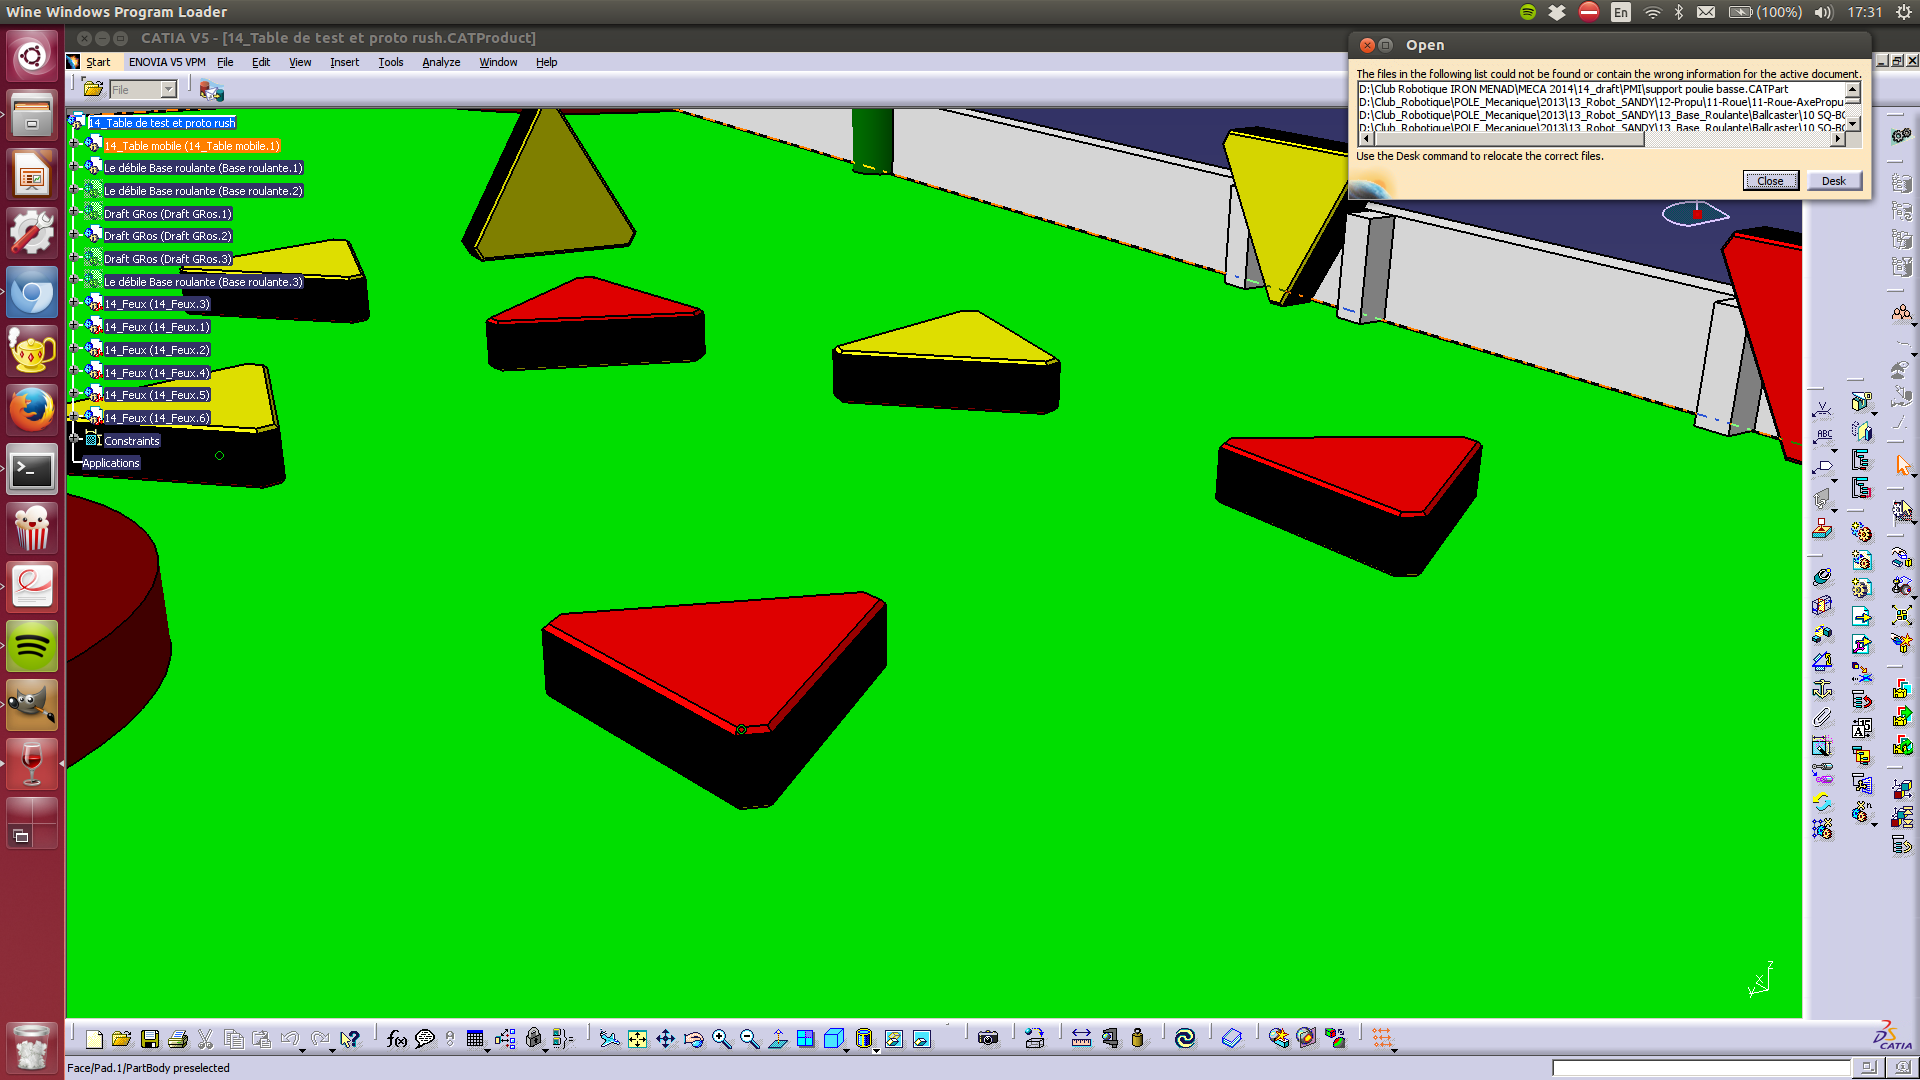 Wine Windows Program Loader
En
(100%)
17:31
CATIA V5 - [14_Table de test et proto rush.CATProduct]
Start ENOVIA V5 VPM File Edit View Insert Tools Analyze Window Help
File
Open
The files in the following list could not be found or contain the wrong information for the active document.
D:\Club Robotique IRON MENAD\MECA 2014\14_draft\PMI\support poulie basse.CATPart
D:\Club_Robotique\POLE_Mecanique\2013\13_Robot_SANDY\12-Propu\11-Roue\11-Roue-AxePropu
D:\Club_Robotique\POLE_Mecanique\2013\13_Robot_SANDY\13_Base_Roulante\Ballcaster\10 SQ-BC
D:\Club_Robotique\POLE_Mecanique\2013\13_Robot_SANDY\13_Base_Roulante\Ballcaster\10 SQ-BC
Use the Desk command to relocate the correct files.
Close Desk
14_Table de test et proto rush
14_Table mobile (14_Table mobile.1)
Le débile Base roulante (Base roulante.1)
Le débile Base roulante (Base roulante.2)
Draft GRos (Draft GRos.1)
Draft GRos (Draft GRos.2)
Draft GRos (Draft GRos.3)
Le débile Base roulante (Base roulante.3)
14_Feux (14_Feux.3)
14_Feux (14_Feux.1)
14_Feux (14_Feux.2)
14_Feux (14_Feux.4)
14_Feux (14_Feux.5)
14_Feux (14_Feux.6)
Constraints
Applications
ABC
z
x
y
f(x)
CATIA
Face/Pad.1/PartBody preselected